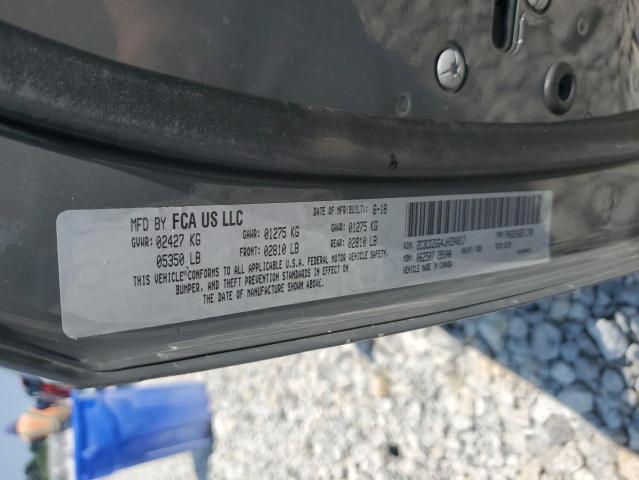 MFD BY FCA US LLC
DATE OF MFR(BUILT): 6-18
GVWR: 02427 KG
GAWR: 01275 KG
GAWR: 01275 KG
05350 LB
FRONT: 02810 LB
REAR: 02810 LB
THIS VEHICLE CONFORMS TO ALL APPLICABLE U.S.A. FEDERAL MOTOR VEHICLE SAFETY,
BUMPER, AND THEFT PREVENTION STANDARDS IN EFFECT ON
THE DATE OF MANUFACTURE SHOWN ABOVE.
VIN:
MDH:
VEHICLE MADE IN CANADA